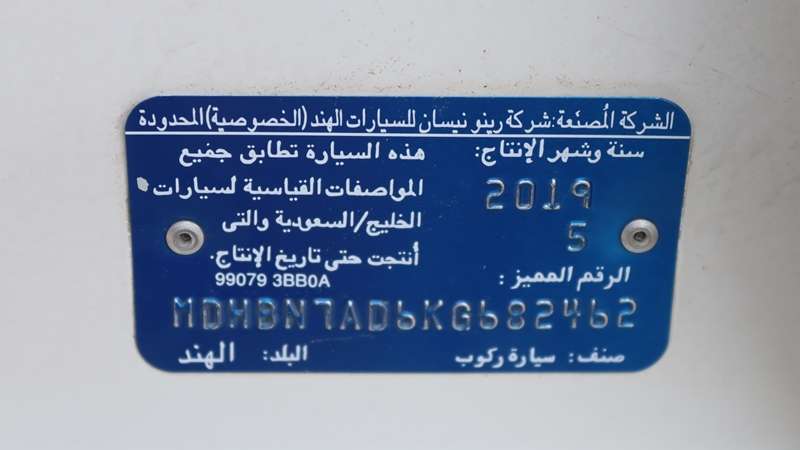 الشركة المُصنعة: شركة رينو نيسان للسيارات الهند (الخصوصية) المحدودة
سنة وشهر الإنتاج:
2019
5
هذه السيارة تطابق جميع
المواصفات القياسية لسيارات
الخليج/السعودية والتى
أنتجت حتى تاريخ الإنتاج.
99079 3BB0A
الرقم المميز :
MDHBN7AD6KG682462
صنف: سيارة ركوب
البلد: الهند